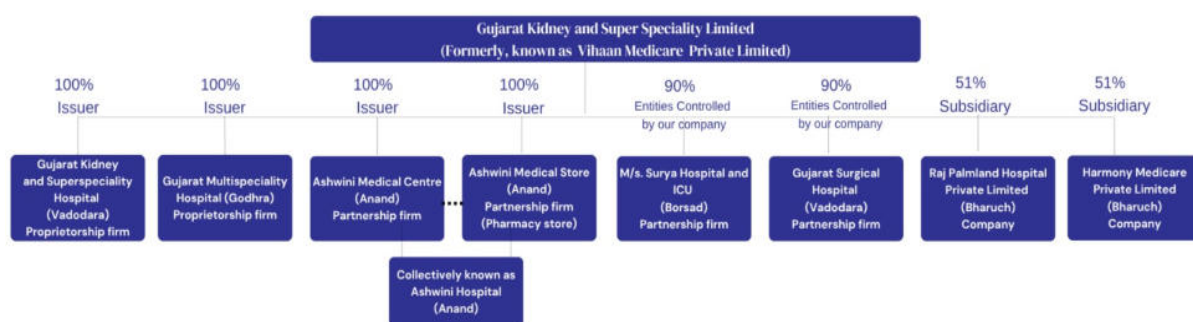 Gujarat Kidney and Super Speciality Limited
(Formerly, known as Vihaan Medicare Private Limited)
100%
Issuer
100%
Issuer
100%
Issuer
100%
Issuer
90%
Entities Controlled
by our company
90%
Entities Controlled
by our company
51%
Subsidiary
51%
Subsidiary
Gujarat Kidney
and Superspeciality
Hospital
(Vadodara)
Proprietorship firm
Gujarat Multispeciality
Hospital (Godhra)
Proprietorship firm
Ashwini Medical Centre
(Anand)
Partnership firm
Ashwini Medical Store
(Anand)
Partnership firm
(Pharmacy store)
M/s. Surya Hospital and
ICU
(Borsad)
Partnership firm
Gujarat Surgical
Hospital
(Vadodara)
Partnership firm
Raj Palmland Hospital
Private Limited
(Bharuch)
Company
Harmony Medicare
Private Limited
(Bharuch)
Company
Collectively known as
Ashwini Hospital
(Anand)